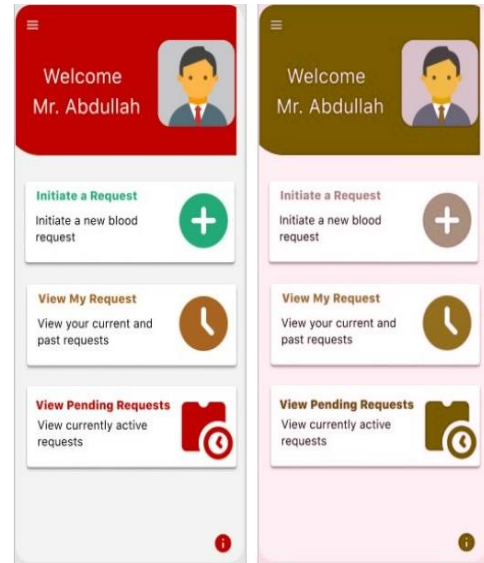 Welcome
Mr. Abdullah
Initiate a Request
Initiate a new blood
request
View My Request
View your current and
past requests
View Pending Requests
View currently active
requests
Welcome
Mr. Abdullah
Initiate a Request
Initiate a new blood
request
View My Request
View your current and
past requests
View Pending Requests
View currently active
requests